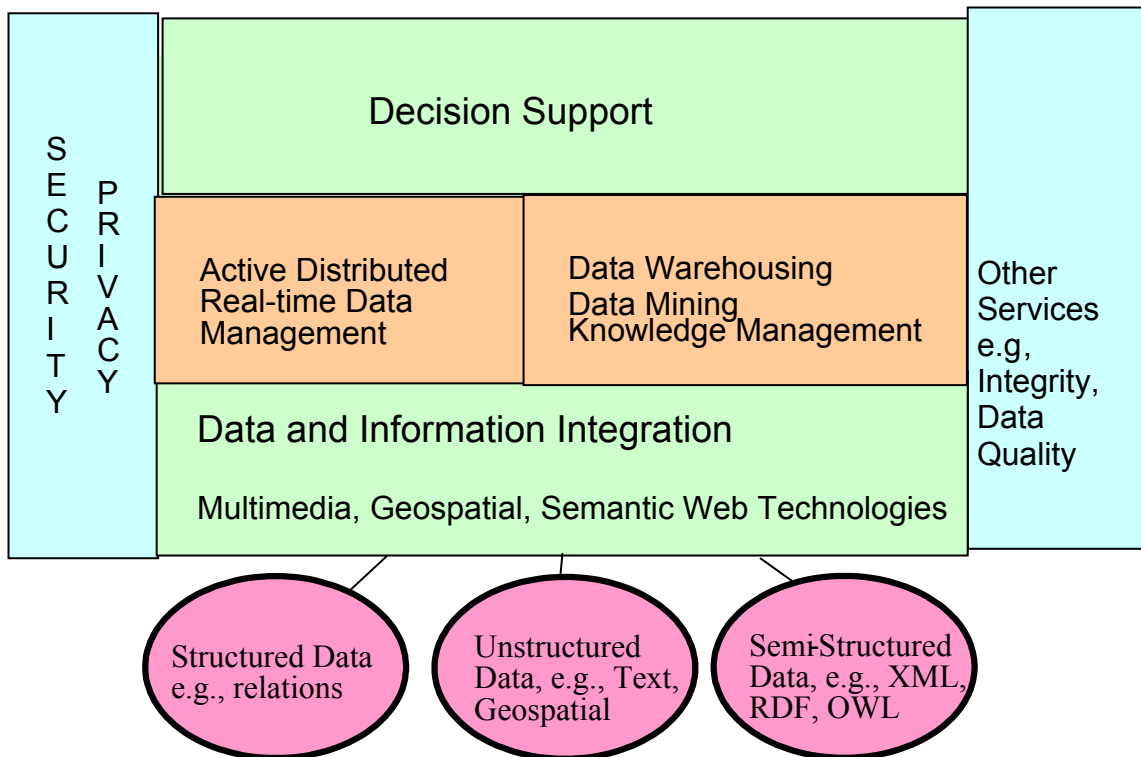 Decision Support
SECURITY
PRIVACY
Active Distributed
Real-time Data
Management
Data Warehousing
Data Mining
Knowledge Management
Other
Services
e.g,
Integrity,
Data
Quality
Data and Information Integration
Multimedia, Geospatial, Semantic Web Technologies
Structured Data
e.g., relations
Unstructured
Data, e.g., Text,
Geospatial
Semi-Structured
Data, e.g., XML,
RDF, OWL